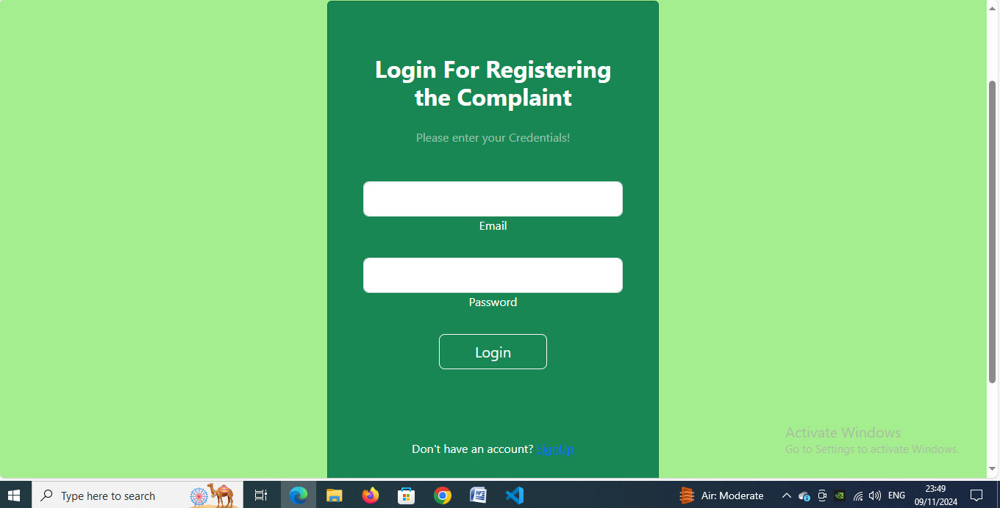 Login For Registering
the Complaint
Please enter your Credentials!
Email
Password
Login
Don't have an account? SignUp
Activate Windows
Go to Settings to activate Windows.
Type here to search
Air: Moderate
ENG
23:49
09/11/2024